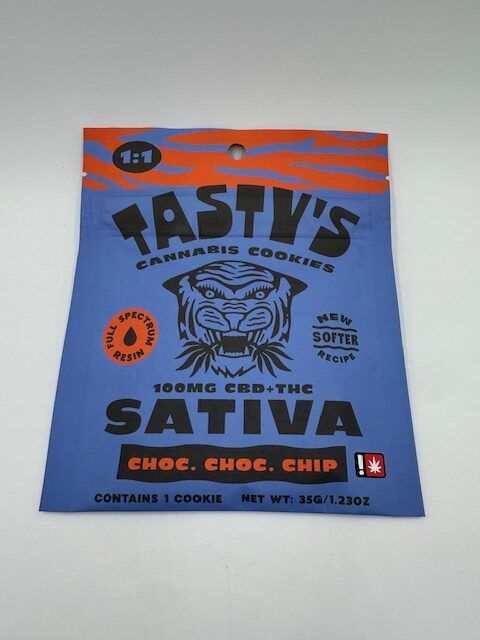 1:1
TASTY'S
CANNABIS COOKIES
FULL SPECTRUM
RESIN
NEW
SOFTER
RECIPE
100MG CBD+THC
SATIVA
CHOC. CHOC. CHIP
!
CONTAINS 1 COOKIE NET WT: 35G/1.23OZ